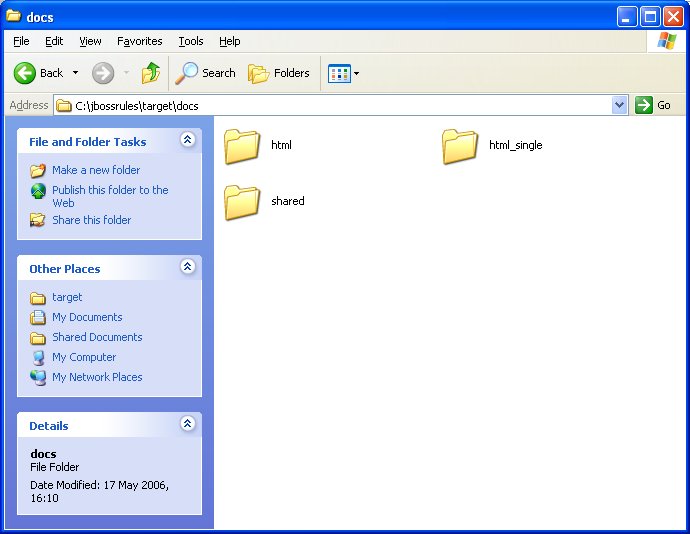 docs
File Edit View Favorites Tools Help
Back Search Folders
Address C:\jbossrules\target\docs Go
File and Folder Tasks
Make a new folder
Publish this folder to the
Web
Share this folder
Other Places
target
My Documents
Shared Documents
My Computer
My Network Places
Details
docs
File Folder
Date Modified: 17 May 2006,
16:10
html html_single
shared